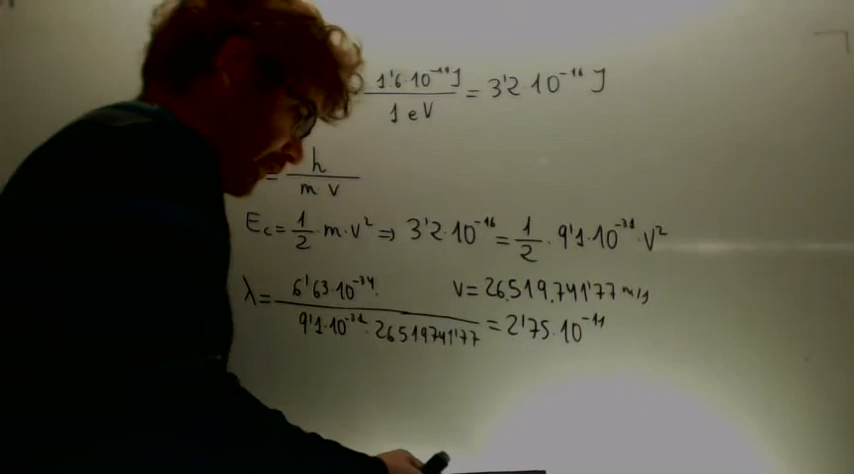 1'6·10⁻¹⁹J / 1 eV = 3'2·10⁻¹⁶ J
= h / m v
Ec = 1/2 · m·v² ⇒ 3'2·10⁻¹⁶ = 1/2 · 9'1·10⁻³¹ · v²
λ = 6'63·10⁻³⁴ / 9'1·10⁻³¹ · 26519741'77 = 2'75·10⁻¹¹
v = 26.519.741'77 m/s